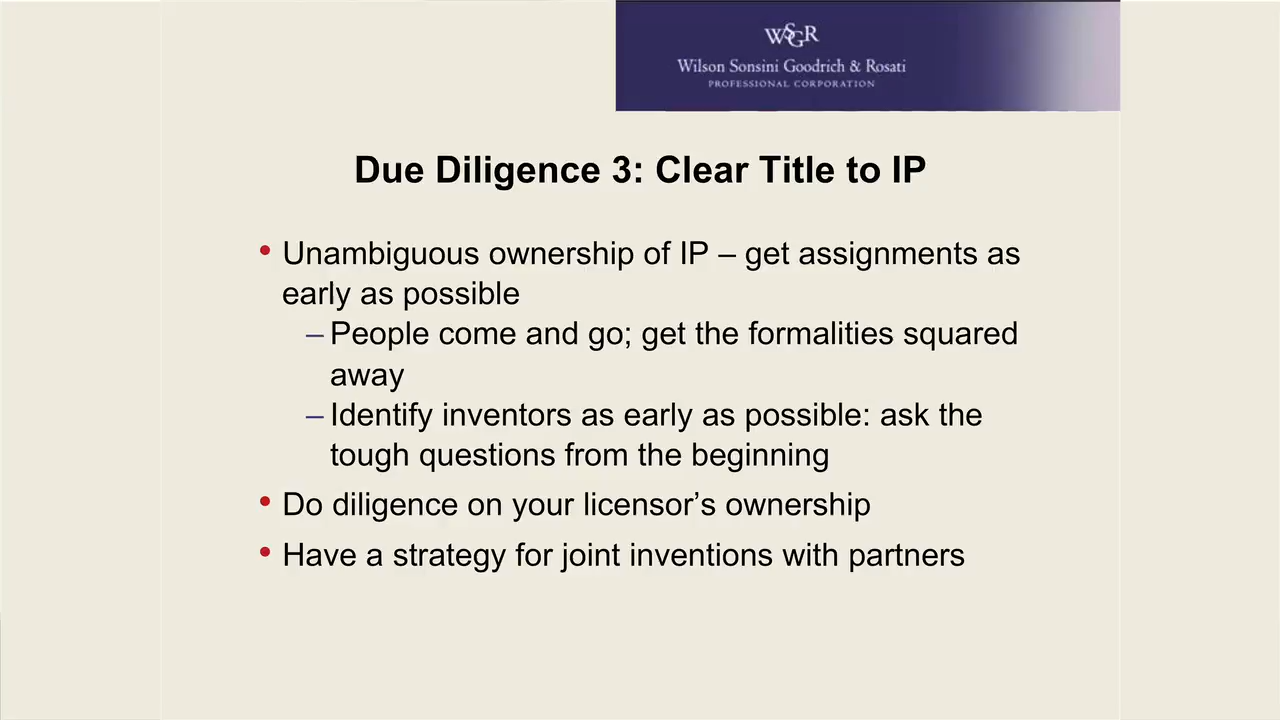 WSGR
Wilson Sonsini Goodrich & Rosati
PROFESSIONAL CORPORATION
Due Diligence 3: Clear Title to IP
• Unambiguous ownership of IP – get assignments as
early as possible
– People come and go; get the formalities squared
away
– Identify inventors as early as possible: ask the
tough questions from the beginning
• Do diligence on your licensor’s ownership
• Have a strategy for joint inventions with partners